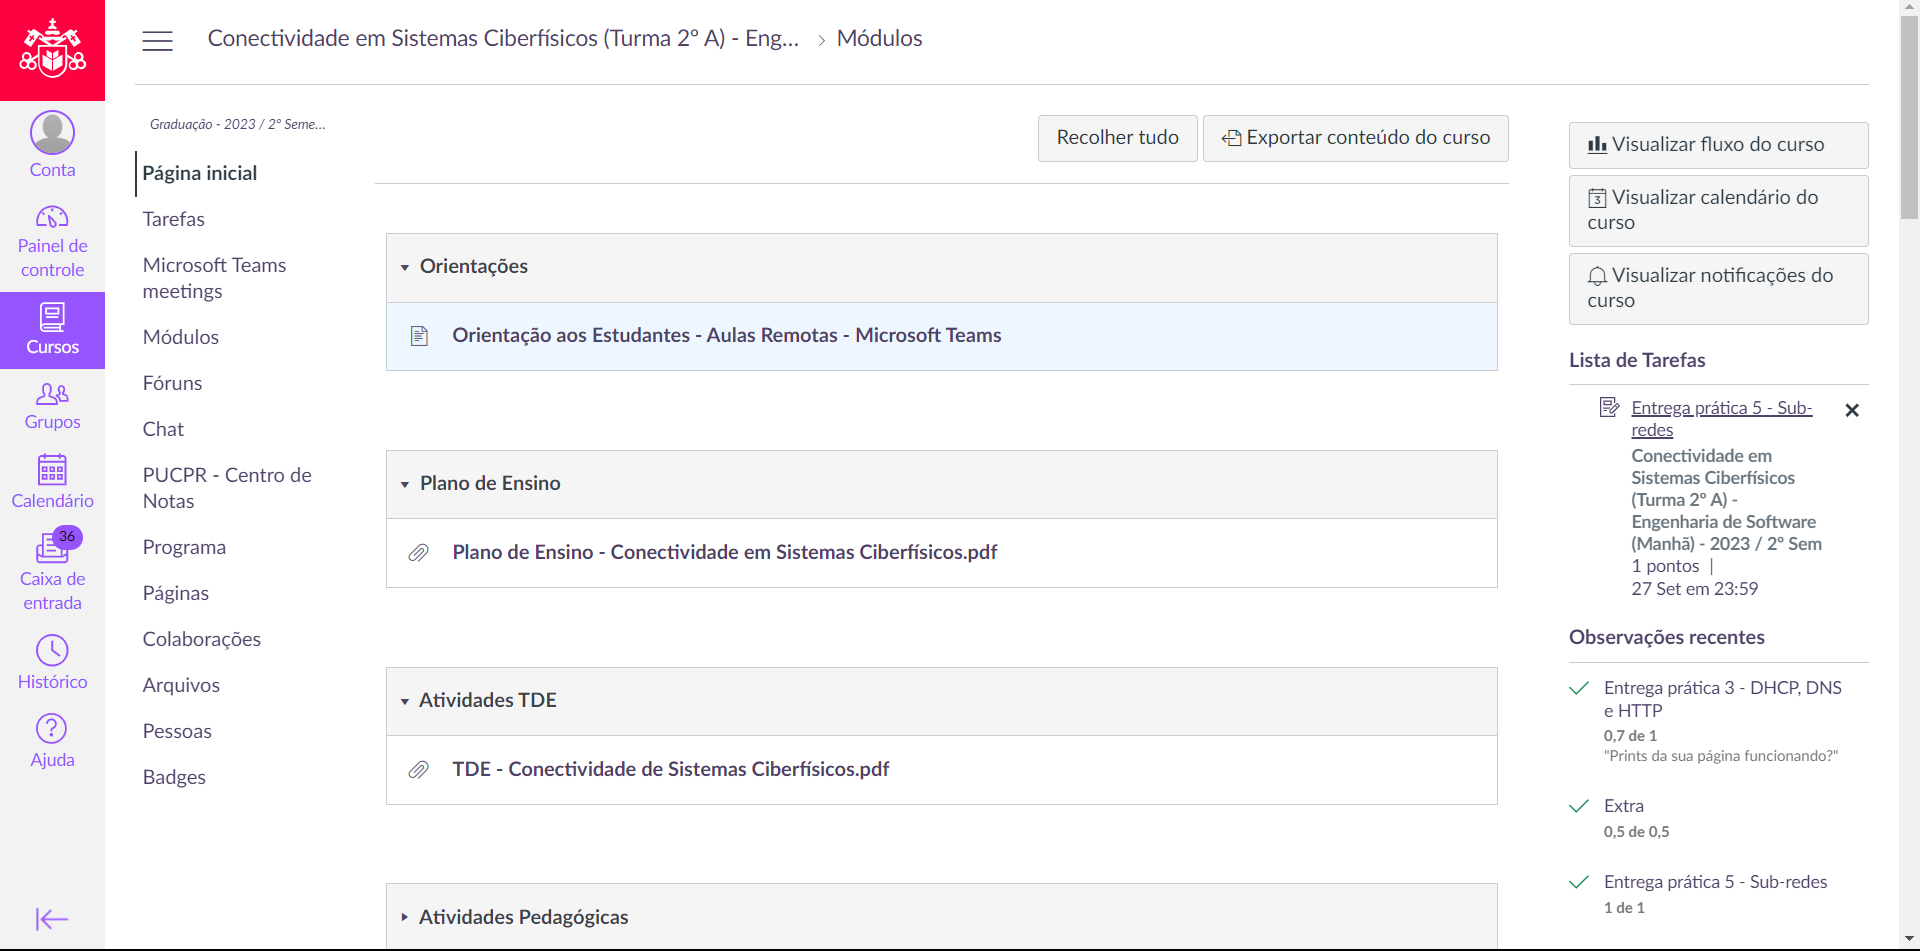 Conectividade em Sistemas Ciberfísicos (Turma 2º A) - Eng... > Módulos
Conta
Painel de
controle
Cursos
Grupos
Calendário
36
Caixa de
entrada
Histórico
Ajuda
Graduação - 2023 / 2º Seme...
Página inicial
Tarefas
Microsoft Teams
meetings
Módulos
Fóruns
Chat
PUCPR - Centro de
Notas
Programa
Páginas
Colaborações
Arquivos
Pessoas
Badges
Recolher tudo
Exportar conteúdo do curso
Orientações
Orientação aos Estudantes - Aulas Remotas - Microsoft Teams
Plano de Ensino
Plano de Ensino - Conectividade em Sistemas Ciberfísicos.pdf
Atividades TDE
TDE - Conectividade de Sistemas Ciberfísicos.pdf
Atividades Pedagógicas
Visualizar fluxo do curso
3
Visualizar calendário do
curso
Visualizar notificações do
curso
Lista de Tarefas
Entrega prática 5 - Sub-
redes
Conectividade em
Sistemas Ciberfísicos
(Turma 2º A) -
Engenharia de Software
(Manhã) - 2023 / 2º Sem
1 pontos |
27 Set em 23:59
Observações recentes
Entrega prática 3 - DHCP, DNS
e HTTP
0,7 de 1
"Prints da sua página funcionando?"
Extra
0,5 de 0,5
Entrega prática 5 - Sub-redes
1 de 1